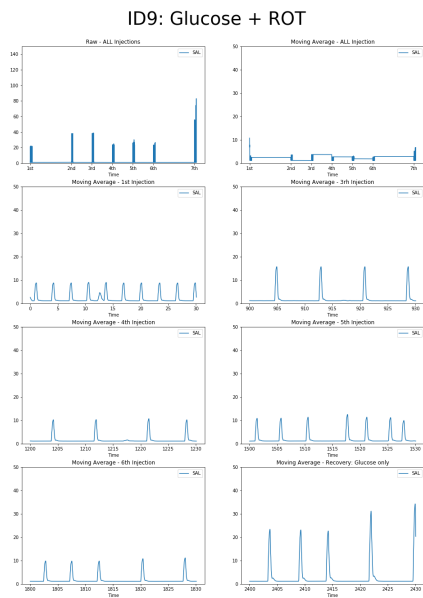 ID9: Glucose + ROT
Raw - ALL Injections
SAL
140
120
100
80
60
40
20
0
1st 2nd 3rd 4th 5th 6th 7th
Time
Moving Average - ALL Injection
SAL
50
40
30
20
10
0
1st 2nd 3rd 4th 5th 6th 7th
Time
Moving Average - 1st Injection
SAL
50
40
30
20
10
0
0 5 10 15 20 25 30
Time
Moving Average - 3rh Injection
SAL
50
40
30
20
10
0
900 905 910 915 920 925 930
Time
Moving Average - 4th Injection
SAL
50
40
30
20
10
0
1200 1205 1210 1215 1220 1225 1230
Time
Moving Average - 5th Injection
SAL
50
40
30
20
10
0
1500 1505 1510 1515 1520 1525 1530
Time
Moving Average - 6th Injection
SAL
50
40
30
20
10
0
1800 1805 1810 1815 1820 1825 1830
Time
Moving Average - Recovery: Glucose only
SAL
50
40
30
20
10
0
2400 2405 2410 2415 2420 2425 2430
Time